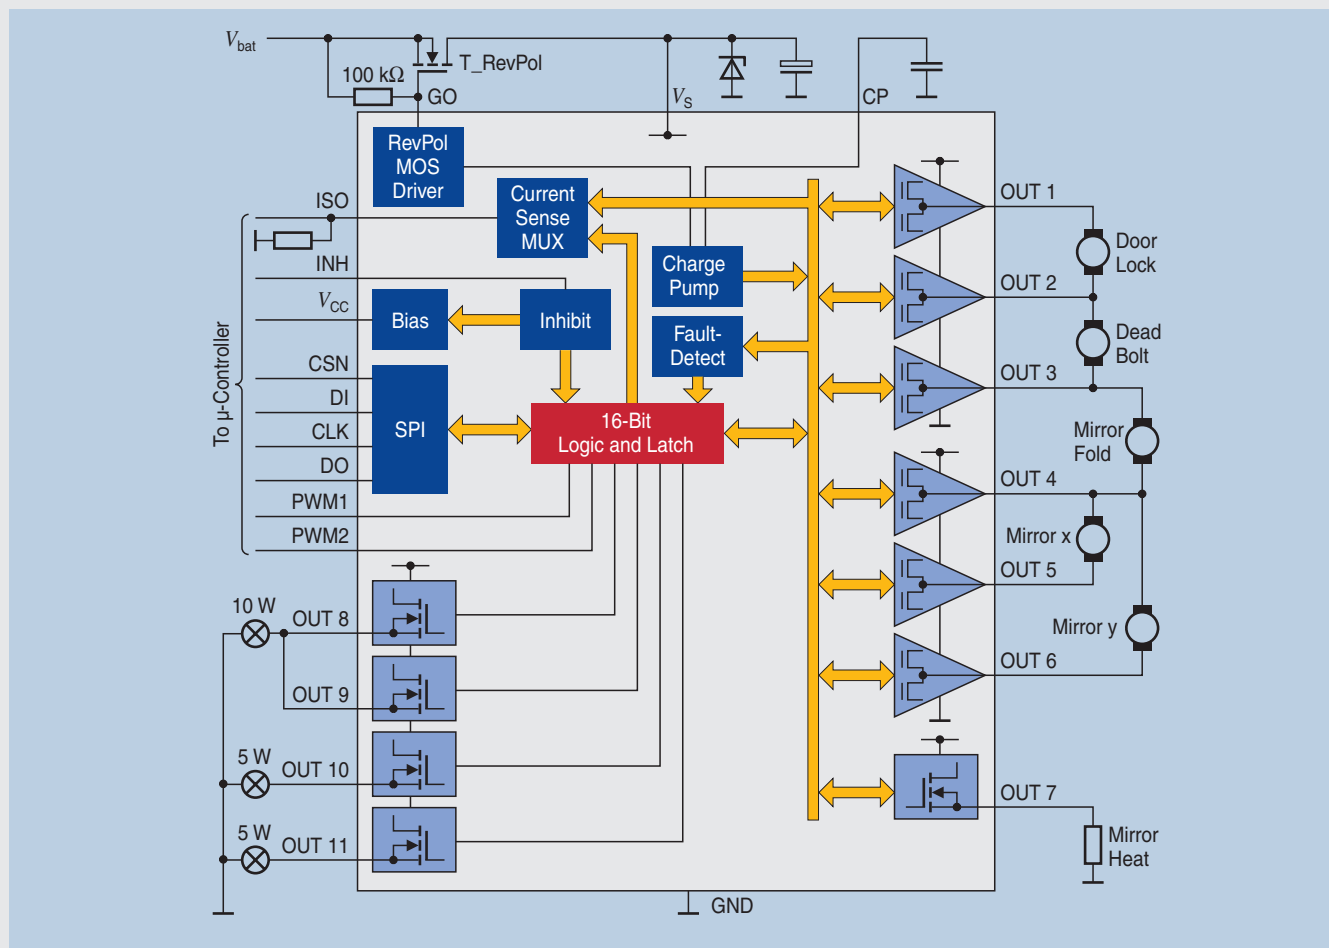 Vbat
T_RevPol
100 kΩ
GO
VS
CP
RevPol
MOS
Driver
ISO
Current
Sense
MUX
OUT 1
Door
Lock
INH
Charge
Pump
OUT 2
VCC
Bias
Inhibit
Fault-
Detect
Dead
Bolt
To µ-Controller
CSN
DI
CLK
DO
SPI
16-Bit
Logic and Latch
OUT 3
Mirror
Fold
OUT 4
PWM1
PWM2
Mirror x
OUT 5
10 W
OUT 8
Mirror y
OUT 6
OUT 9
5 W
OUT 10
OUT 7
5 W
OUT 11
Mirror
Heat
GND